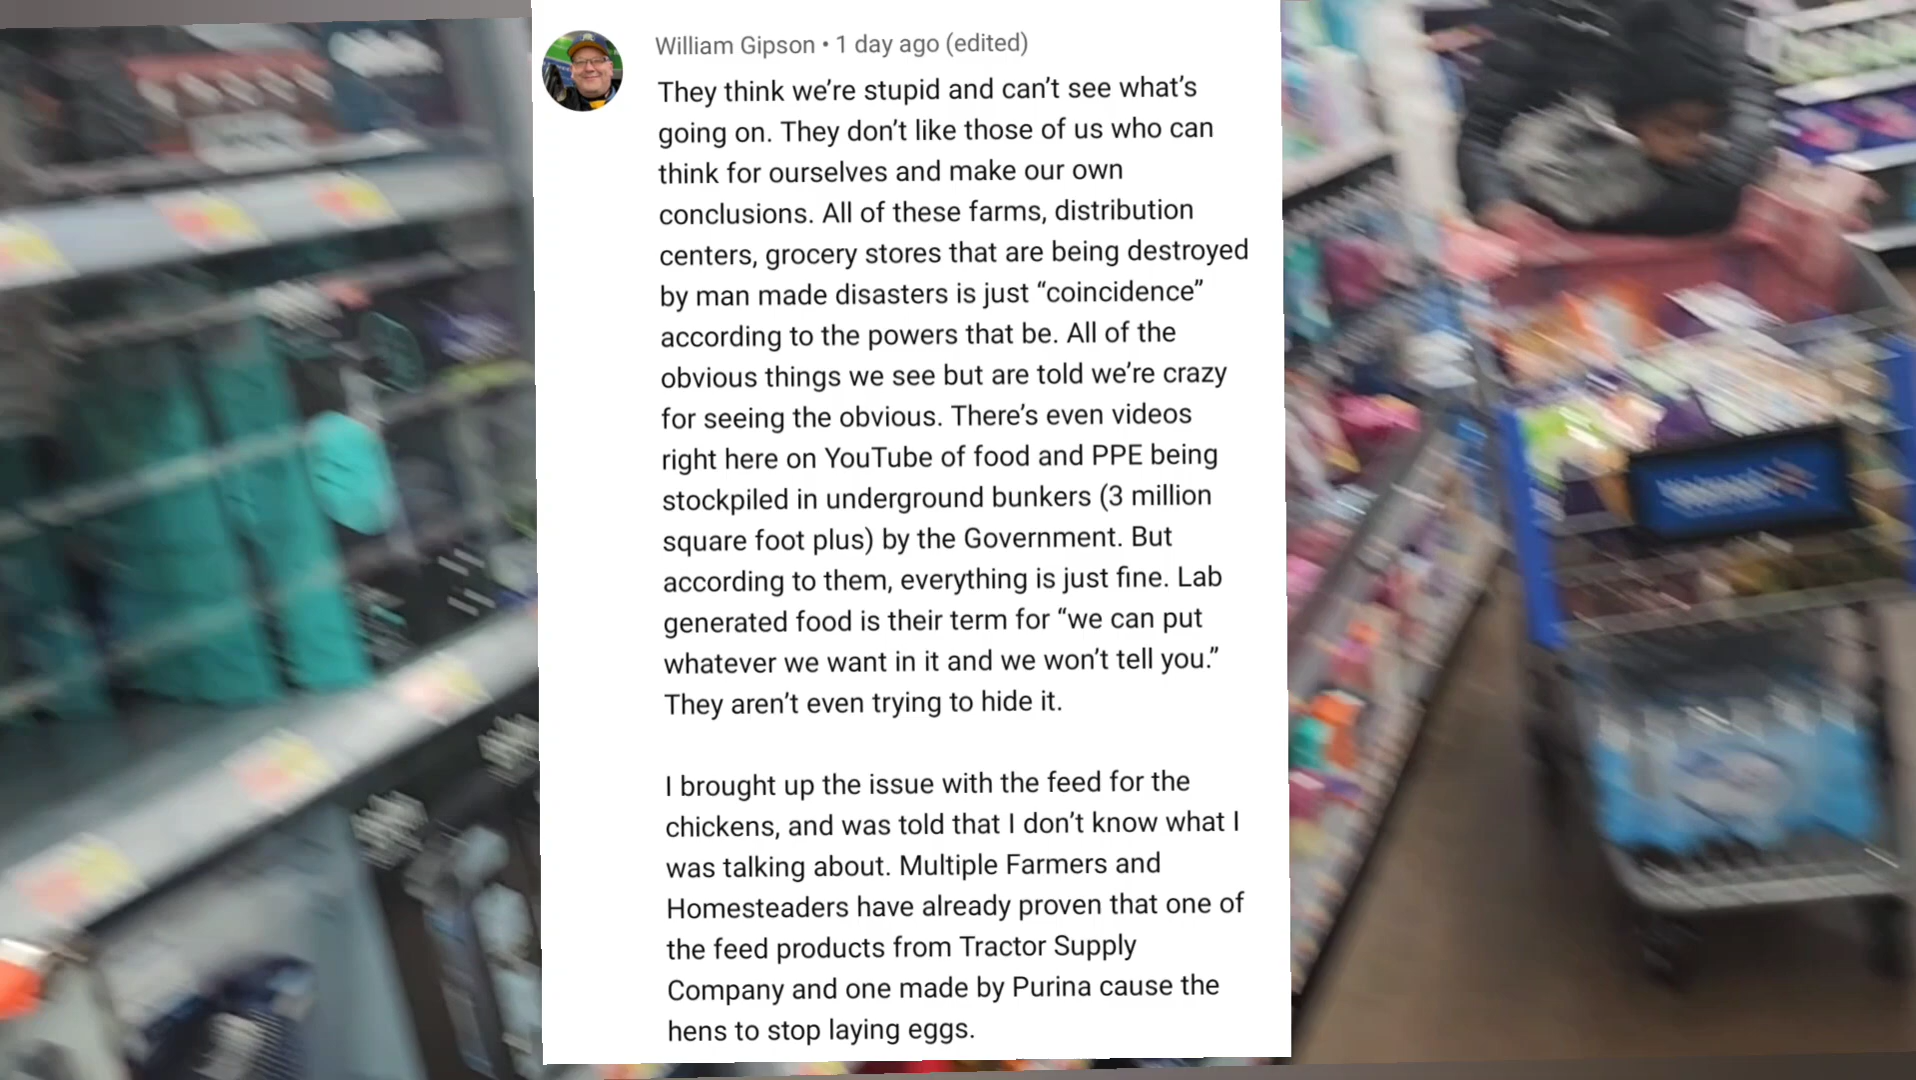 William Gipson • 1 day ago (edited)
They think we’re stupid and can’t see what’s
going on. They don’t like those of us who can
think for ourselves and make our own
conclusions. All of these farms, distribution
centers, grocery stores that are being destroyed
by man made disasters is just “coincidence”
according to the powers that be. All of the
obvious things we see but are told we’re crazy
for seeing the obvious. There’s even videos
right here on YouTube of food and PPE being
stockpiled in underground bunkers (3 million
square foot plus) by the Government. But
according to them, everything is just fine. Lab
generated food is their term for “we can put
whatever we want in it and we won’t tell you.”
They aren’t even trying to hide it.
I brought up the issue with the feed for the
chickens, and was told that I don’t know what I
was talking about. Multiple Farmers and
Homesteaders have already proven that one of
the feed products from Tractor Supply
Company and one made by Purina cause the
hens to stop laying eggs.
Walmart